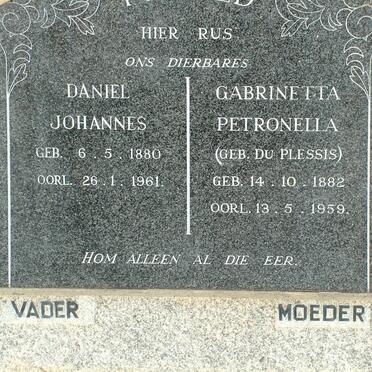 HIER RUS
ONS DIERBARES
DANIEL
JOHANNES
GEB. 6.5.1880
OORL. 26.1.1961.
GABRINETTA
PETRONELLA
(GEB. DU PLESSIS)
GEB. 14.10.1882
OORL. 13.5.1959.
HOM ALLEEN AL DIE EER.
VADER
MOEDER